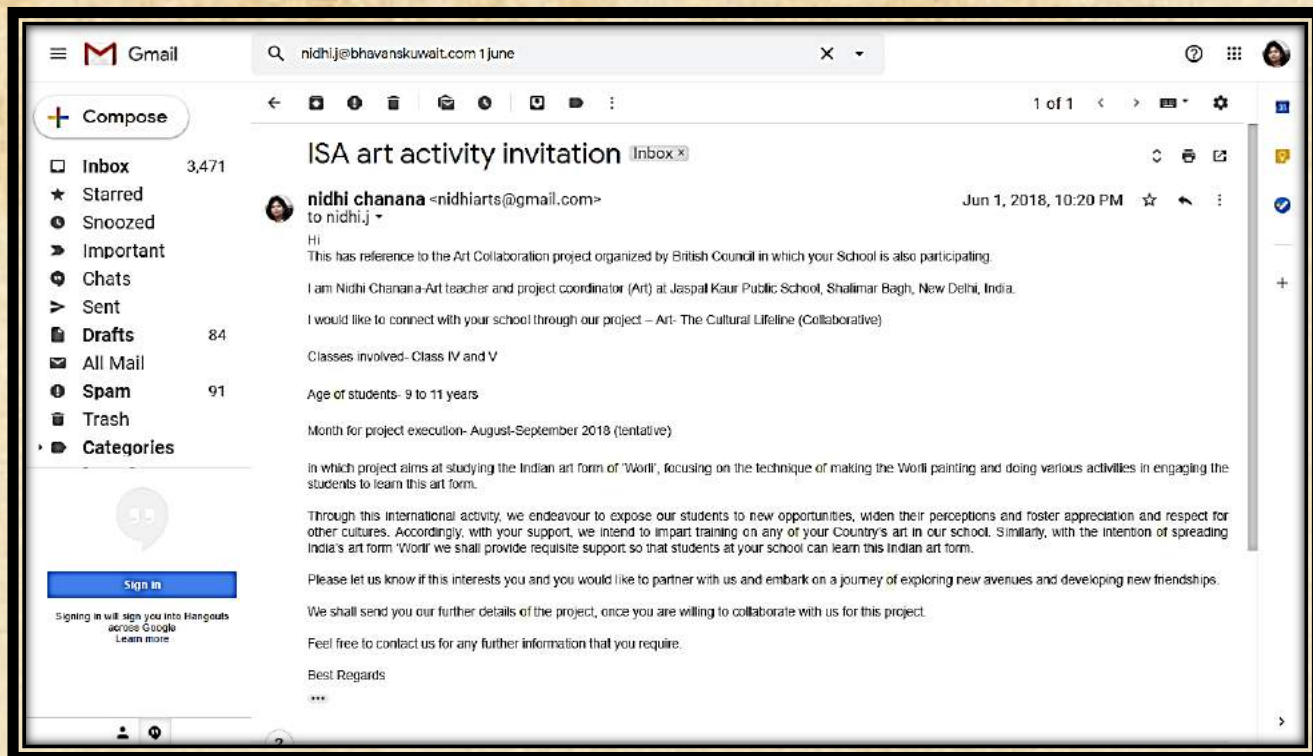 Gmail
nidhi.j@bhavanskuwait.com 1 june
Compose
1 of 1
Inbox 3,471
Starred
Snoozed
Important
Chats
Sent
Drafts 84
All Mail
Spam 91
Trash
Categories
Sign in
Signing in will sign you into Hangouts
across Google
Learn more
ISA art activity invitation Inbox x
nidhi chanana <nidhiarts@gmail.com> Jun 1, 2018, 10:20 PM
to nidhi.j
Hi
This has reference to the Art Collaboration project organized by British Council in which your School is also participating.
I am Nidhi Chanana-Art teacher and project coordinator (Art) at Jaspal Kaur Public School, Shalimar Bagh, New Delhi, India.
I would like to connect with your school through our project – Art- The Cultural Lifeline (Collaborative)
Classes involved- Class IV and V
Age of students- 9 to 11 years
Month for project execution- August-September 2018 (tentative)
in which project aims at studying the Indian art form of 'Worli', focusing on the technique of making the Worli painting and doing various activities in engaging the
students to learn this art form.
Through this international activity, we endeavour to expose our students to new opportunities, widen their perceptions and foster appreciation and respect for
other cultures. Accordingly, with your support, we intend to impart training on any of your Country's art in our school. Similarly, with the intention of spreading
India's art form 'Worli' we shall provide requisite support so that students at your school can learn this Indian art form.
Please let us know if this interests you and you would like to partner with us and embark on a journey of exploring new avenues and developing new friendships.
We shall send you our further details of the project, once you are willing to collaborate with us for this project.
Feel free to contact us for any further information that you require.
Best Regards